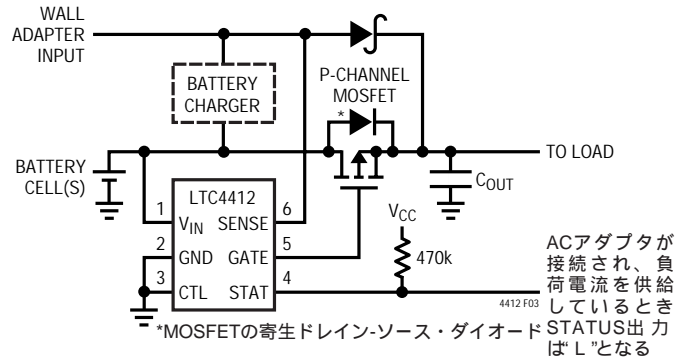 WALL
ADAPTER
INPUT
BATTERY
CHARGER
P-CHANNEL
MOSFET
*
BATTERY
CELL(S)
TO LOAD
COUT
LTC4412
1
VIN
SENSE
6
2
GND
GATE
5
3
CTL
STAT
4
VCC
470k
4412 F03
*MOSFETの寄生ドレイン-ソース・ダイオード
ACアダプタが
接続され、負
荷電流を供給
しているとき
STATUS出力
は“L”となる